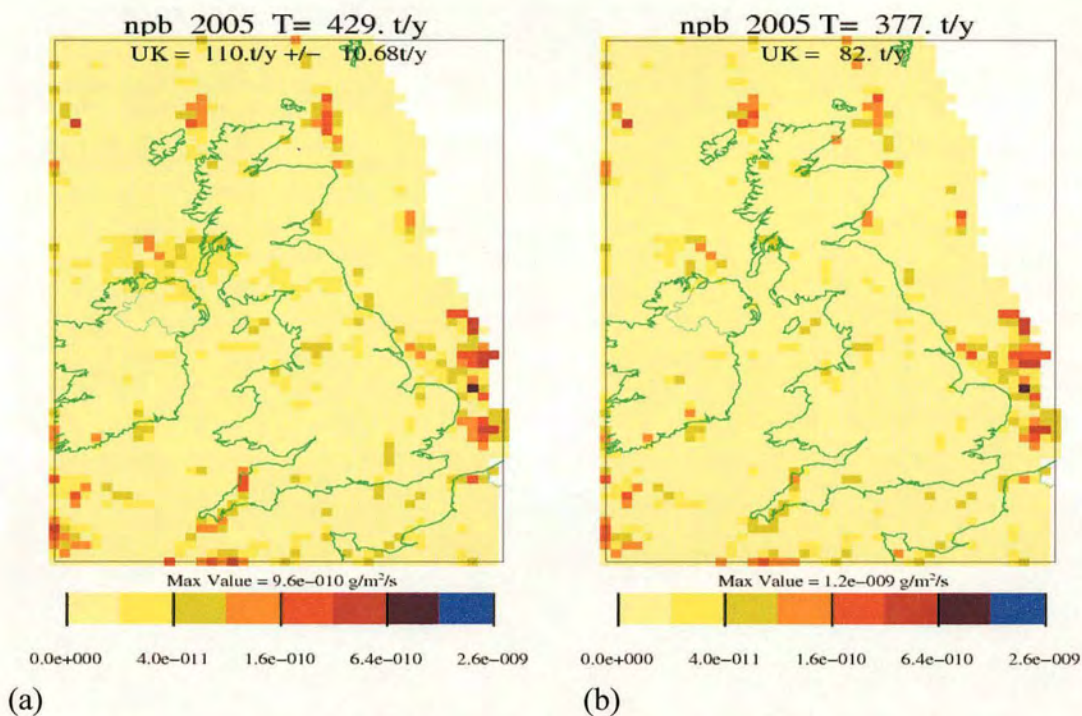 npb 2005 T= 429. t/y
UK = 110.t/y +/- 10.68t/y
Max Value = 9.6e-010 g/m²/s
0.0e+000 4.0e-011 1.6e-010 6.4e-010 2.6e-009
(a)
npb 2005 T= 377. t/y
UK = 82. t/y
Max Value = 1.2e-009 g/m²/s
0.0e+000 4.0e-011 1.6e-010 6.4e-010 2.6e-009
(b)